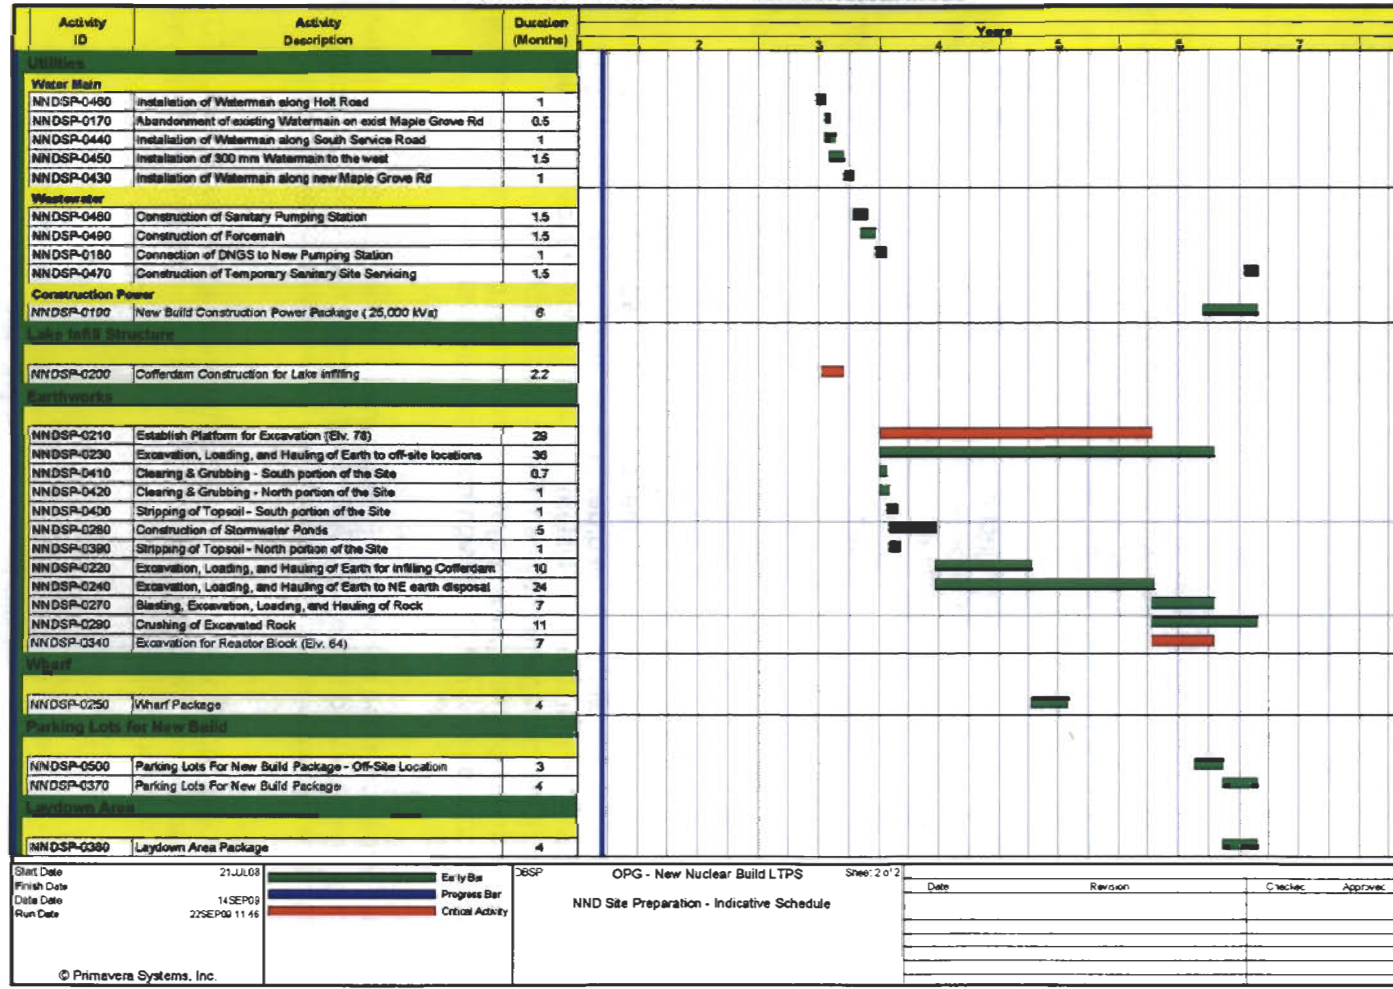 Activity ID Activity Description Duration (Months) Years
2 3 4 5 6 7
Utilities
Water Main
NNDSP-0460 Installation of Watermain along Holt Road 1
NNDSP-0170 Abandonment of existing Watermain on exist Maple Grove Rd 0.5
NNDSP-0440 Installation of Watermain along South Service Road 1
NNDSP-0450 Installation of 300 mm Watermain to the west 1.5
NNDSP-0430 Installation of Watermain along new Maple Grove Rd 1
Wastewater
NNDSP-0480 Construction of Sanitary Pumping Station 1.5
NNDSP-0490 Construction of Forcemain 1.5
NNDSP-0180 Connection of DNGS to New Pumping Station 1
NNDSP-0470 Construction of Temporary Sanitary Site Servicing 1.5
Construction Power
NNDSP-0190 New Build Construction Power Package ( 25,000 kVa) 6
Lake Infill Structure
NNDSP-0200 Cofferdam Construction for Lake infilling 2.2
Earthworks
NNDSP-0210 Establish Platform for Excavation (Elv. 78) 29
NNDSP-0230 Excavation, Loading, and Hauling of Earth to off-site locations 36
NNDSP-0410 Clearing & Grubbing - South portion of the Site 0.7
NNDSP-0420 Clearing & Grubbing - North portion of the Site 1
NNDSP-0400 Stripping of Topsoil - South portion of the Site 1
NNDSP-0280 Construction of Stormwater Ponds 5
NNDSP-0390 Stripping of Topsoil - North portion of the Site 1
NNDSP-0220 Excavation, Loading, and Hauling of Earth for Infilling Cofferdam 10
NNDSP-0240 Excavation, Loading, and Hauling of Earth to NE earth disposal 24
NNDSP-0270 Blasting, Excavation, Loading, and Hauling of Rock 7
NNDSP-0290 Crushing of Excavated Rock 11
NNDSP-0340 Excavation for Reactor Block (Elv. 64) 7
Wharf
NNDSP-0250 Wharf Package 4
Parking Lots for New Build
NNDSP-0500 Parking Lots For New Build Package - Off-Site Location 3
NNDSP-0370 Parking Lots For New Build Package 4
Laydown Area
NNDSP-0380 Laydown Area Package 4
Start Date 21JUL08
Finish Date
Data Date 14SEP09
Run Date 22SEP09 11:46
© Primavera Systems, Inc.
Early Bar
Progress Bar
Critical Activity
DBSP
OPG - New Nuclear Build LTPS
NND Site Preparation - Indicative Schedule
Sheet 2 of 2
Date Revision Checked Approved